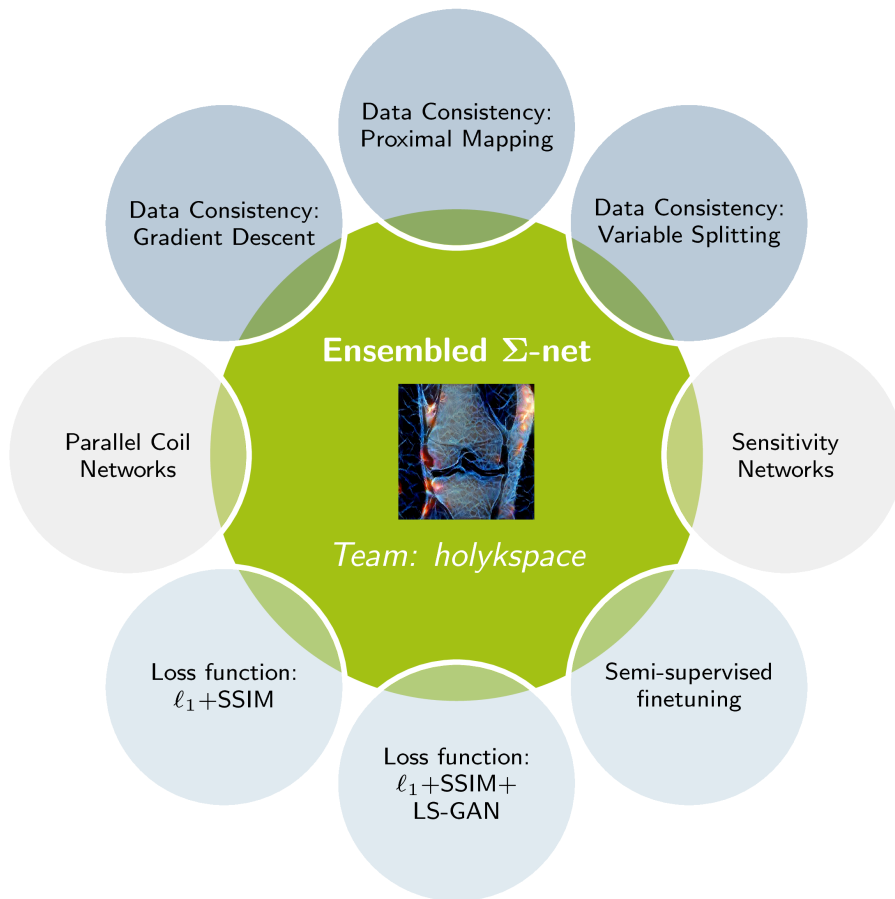 Data Consistency:
Proximal Mapping
Data Consistency:
Gradient Descent
Data Consistency:
Variable Splitting
Ensembled Σ-net
Parallel Coil
Networks
Sensitivity
Networks
Team: holykspace
Loss function:
ℓ₁+SSIM
Semi-supervised
finetuning
Loss function:
ℓ₁+SSIM+
LS-GAN